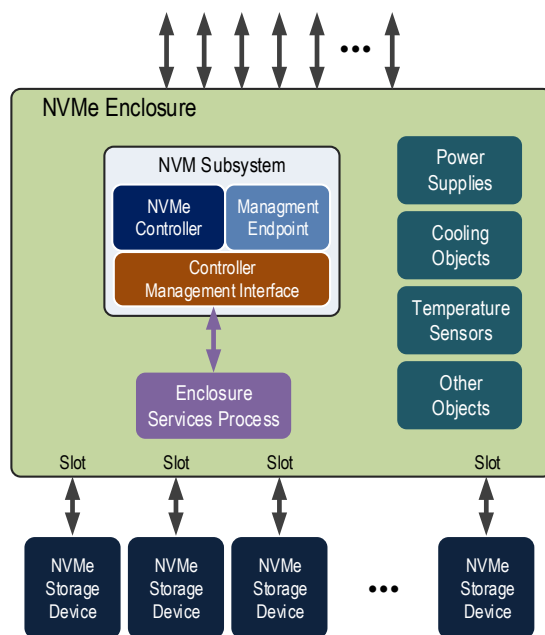 NVMe Enclosure
NVM Subsystem
NVMe
Controller
Managment
Endpoint
Controller
Management Interface
Enclosure
Services Process
Power
Supplies
Cooling
Objects
Temperature
Sensors
Other
Objects
Slot
Slot
Slot
Slot
NVMe
Storage
Device
NVMe
Storage
Device
NVMe
Storage
Device
NVMe
Storage
Device